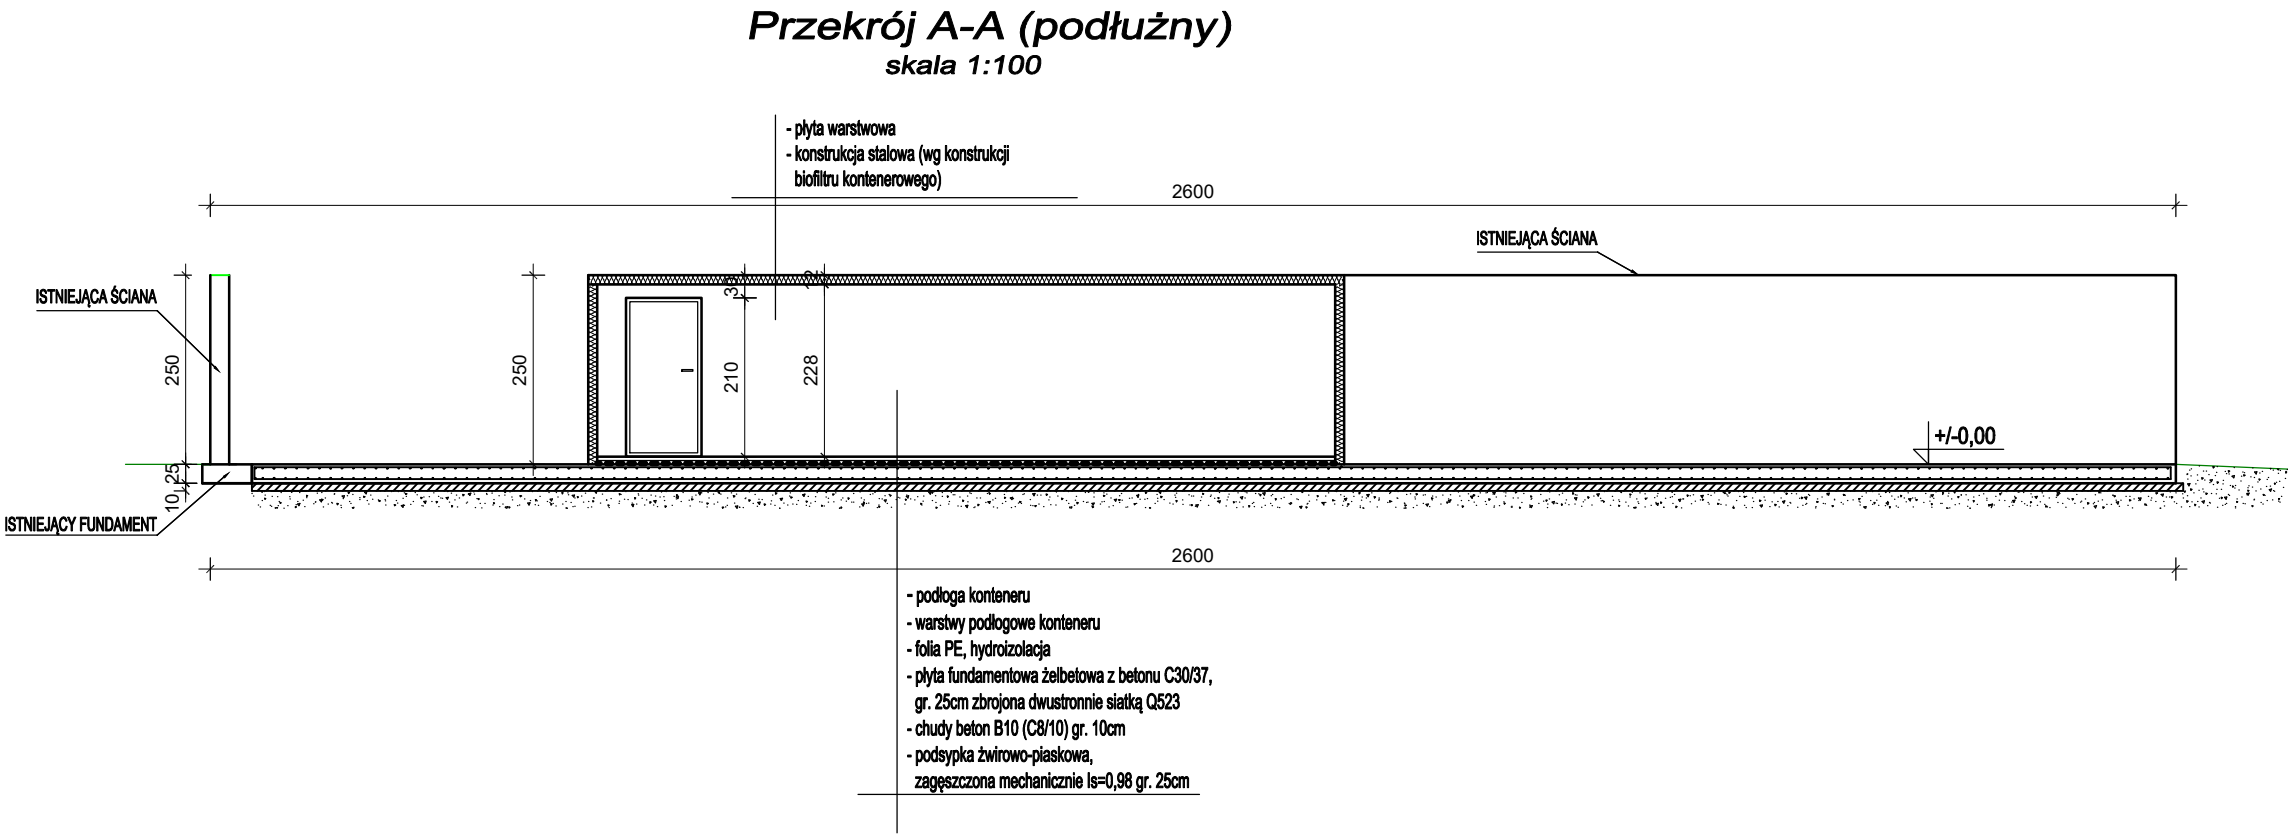 Przekrój A-A (podłużny)
skala 1:100
- płyta warstwowa
- konstrukcja stalowa (wg konstrukcji
biofiltru kontenerowego)
2600
ISTNIEJĄCA ŚCIANA
ISTNIEJĄCA ŚCIANA
250
250
30
210
12
228
+/-0,00
25
10
ISTNIEJĄCY FUNDAMENT
2600
- podłoga konteneru
- warstwy podłogowe konteneru
- folia PE, hydroizolacja
- płyta fundamentowa żelbetowa z betonu C30/37,
gr. 25cm zbrojona dwustronnie siatką Q523
- chudy beton B10 (C8/10) gr. 10cm
- podsypka żwirowo-piaskowa,
zagęszczona mechanicznie Is=0,98 gr. 25cm